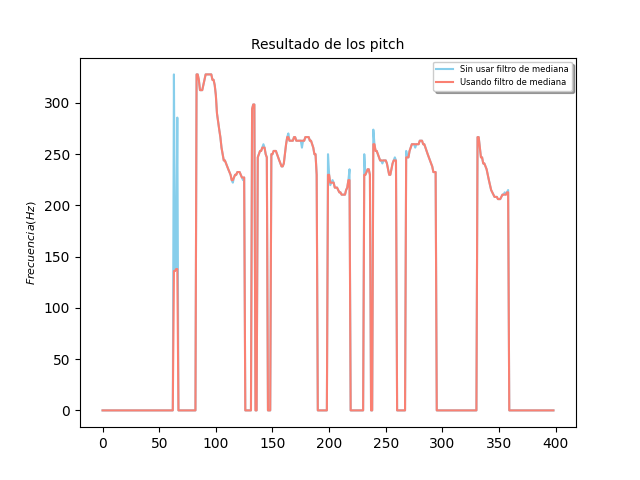 Resultado de los pitch
Sin usar filtro de mediana
Usando filtro de mediana
Frecuencia(Hz)
300
250
200
150
100
50
0
0 50 100 150 200 250 300 350 400